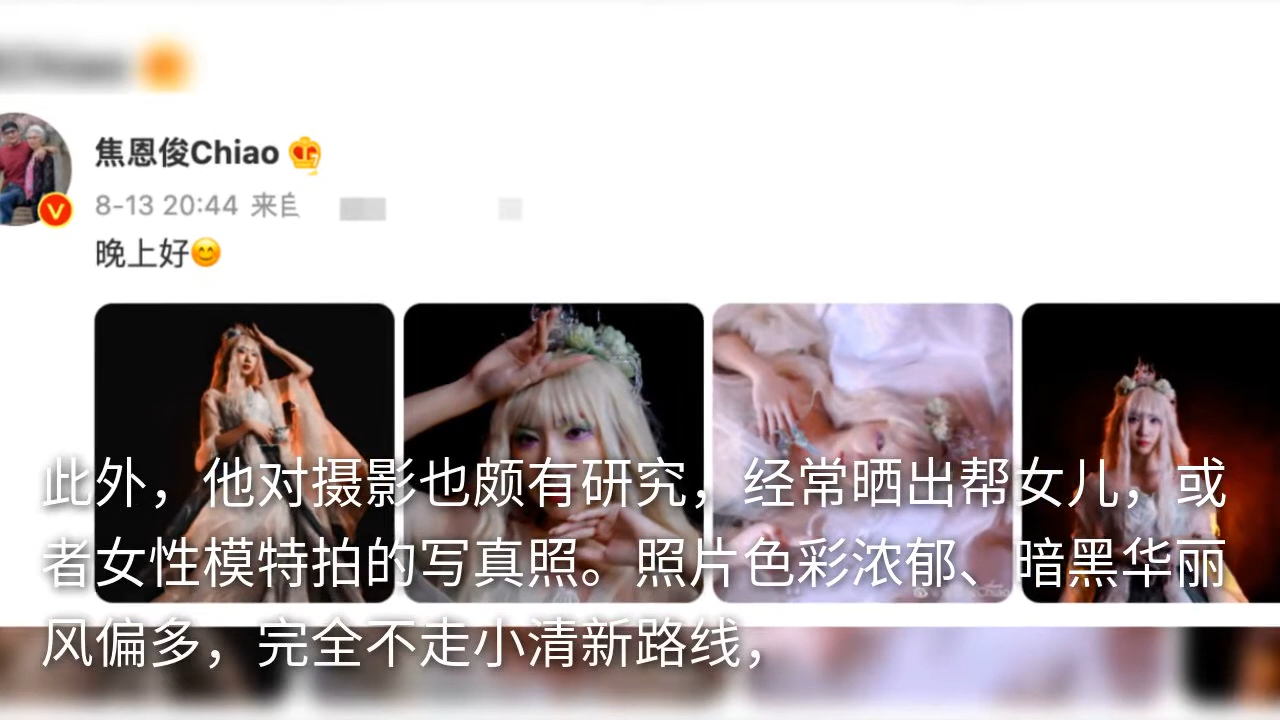 焦恩俊Chiao
8-13 20:44 来自
晚上好😊
此外，他对摄影也颇有研究，经常晒出帮女儿，或
者女性模特拍的写真照。照片色彩浓郁、暗黑华丽
风偏多，完全不走小清新路线，